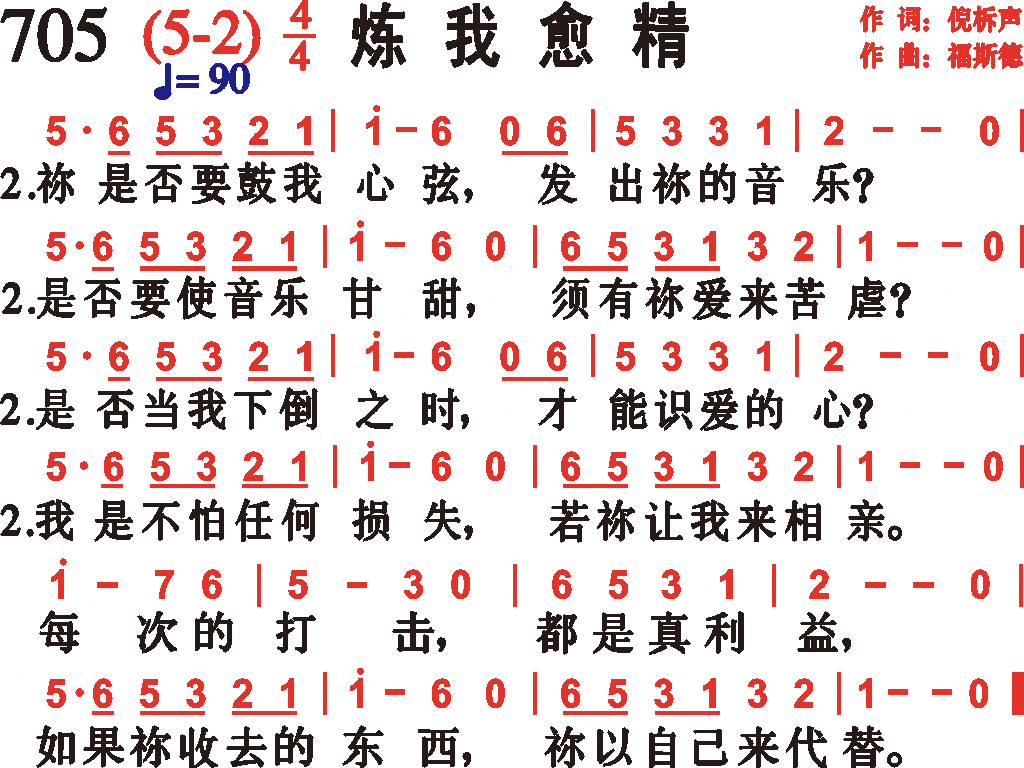 705 (5-2) 4/4 炼我愈精 作 词：倪柝声
♩= 90 作 曲：福斯德
5 · 6 5 3 2 1 | i – 6 0 6 | 5 3 3 1 | 2 – – 0 |
2.祢 是否要鼓我 心 弦， 发 出祢的音 乐？
5 · 6 5 3 2 1 | i – 6 0 | 6 5 3 1 3 2 | 1 – – 0 |
2.是否要使音乐 甘 甜， 须有祢爱来苦 虐？
5 · 6 5 3 2 1 | i – 6 0 6 | 5 3 3 1 | 2 – – 0 |
2.是 否当我下倒 之 时， 才 能识爱的 心？
5 · 6 5 3 2 1 | i – 6 0 | 6 5 3 1 3 2 | 1 – – 0 |
2.我 是不怕任何 损 失， 若祢让我来相 亲。
i – 7 6 | 5 – 3 0 | 6 5 3 1 | 2 – – 0 |
每 次的 打 击， 都是真利 益，
5 · 6 5 3 2 1 | i – 6 0 | 6 5 3 1 3 2 | 1 – – 0
如果祢收去的 东 西， 祢以自己来代 替。